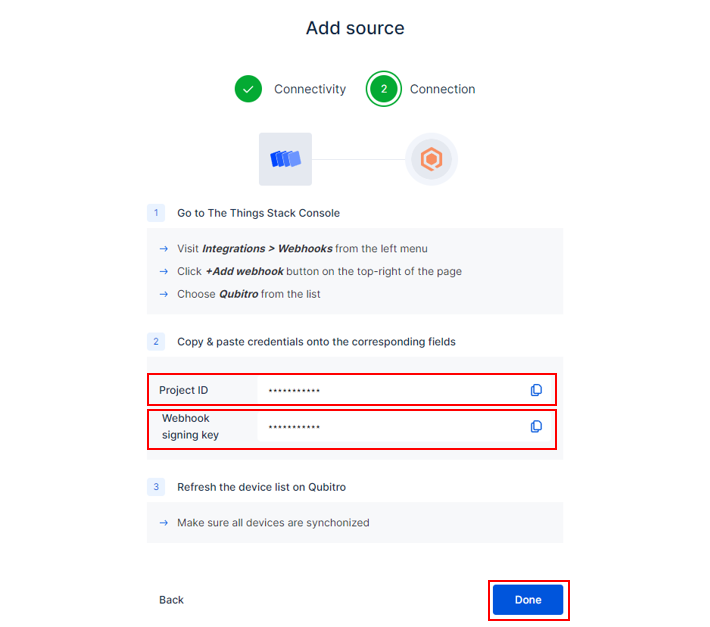 Add source
Connectivity
2
Connection
1
Go to The Things Stack Console
→ Visit Integrations > Webhooks from the left menu
→ Click +Add webhook button on the top-right of the page
→ Choose Qubitro from the list
2
Copy & paste credentials onto the corresponding fields
Project ID
***********
Webhook
signing key
***********
3
Refresh the device list on Qubitro
→ Make sure all devices are synchonized
Back
Done